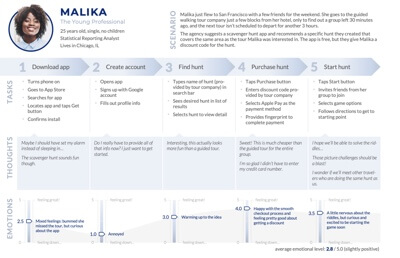 MALIKA
The Young Professional
25 years old, single, no children
Statistical Reporting Analyst
Lives in Chicago, IL
SCENARIO
Malika just flew to San Francisco with a few friends for the weekend. She goes to the guided
walking tour company just a few blocks from her hotel, only to find out a group left 30 minutes
ago, and the next tour isn't scheduled to depart for another 3 hours.
The agency suggests a scavenger hunt app and recommends a specific hunt they created that
covers the same area as the tour Malika was interested in. The app is free, but they give Malika a
discount code for the hunt.
1 Download app
2 Create account
3 Find hunt
4 Purchase hunt
5 Start hunt
TASKS
• Turns phone on
• Goes to App Store
• Searches for app
• Locates app and taps Get
button
• Confirms install
• Opens app
• Signs up with Google
account
• Fills out profile info
• Types name of hunt (pro-
vided by tour company) in
search bar
• Sees desired hunt in list of
results
• Selects hunt to view detail
• Taps Purchase button
• Enters discount code pro-
vided by tour company
• Selects Apple Pay as the
payment method
• Provides fingerprint to
complete payment
• Taps Start button
• Invites friends from her
group to join
• Selects game options
• Follows directions to get to
starting point
THOUGHTS
Maybe I should have set my alarm
instead of sleeping in...
The scavenger hunt sounds fun
though.
Do I really have to provide all of
that info now? I just want to get
started.
Interesting, this actually looks
more fun than a guided tour.
Sweet! This is much cheaper than
the guided tour for the entire
group.
I'm so glad I didn't have to enter
my credit card number.
I hope we'll be able to solve the rid-
dles...
These picture challenges should be
a blast!
I wonder if we'll meet other travel-
ers who are doing the same hunt as
us.
EMOTIONS
5 feeling great!
2.5
Mixed feelings: bummed she
missed the tour, but curious
about the app
0 feeling down...
5 feeling great!
1.0
Annoyed
0 feeling down...
5 feeling great!
3.0
Warming up to the idea
0 feeling down...
5 feeling great!
4.0
Happy with the smooth
checkout process and
feeling pretty good about
getting a discount
0 feeling down...
5 feeling great!
3.5
A little nervous about the
riddles, but curious and
excited to be starting the
game soon
0 feeling down...
average emotional level: 2.8 / 5.0 (slightly positive)